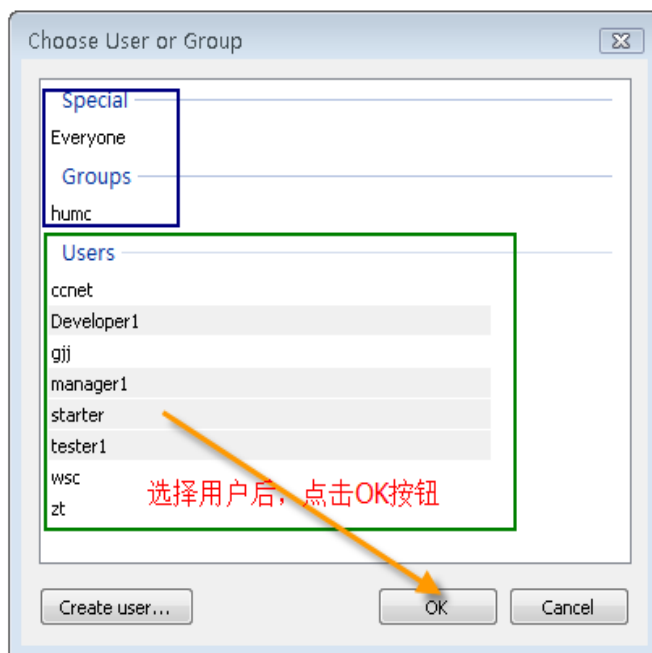 Choose User or Group
Special
Everyone
Groups
humc
Users
ccnet
Developer1
gjj
manager1
starter
tester1
wsc
zt
选择用户后，点击OK按钮
Create user...
OK
Cancel